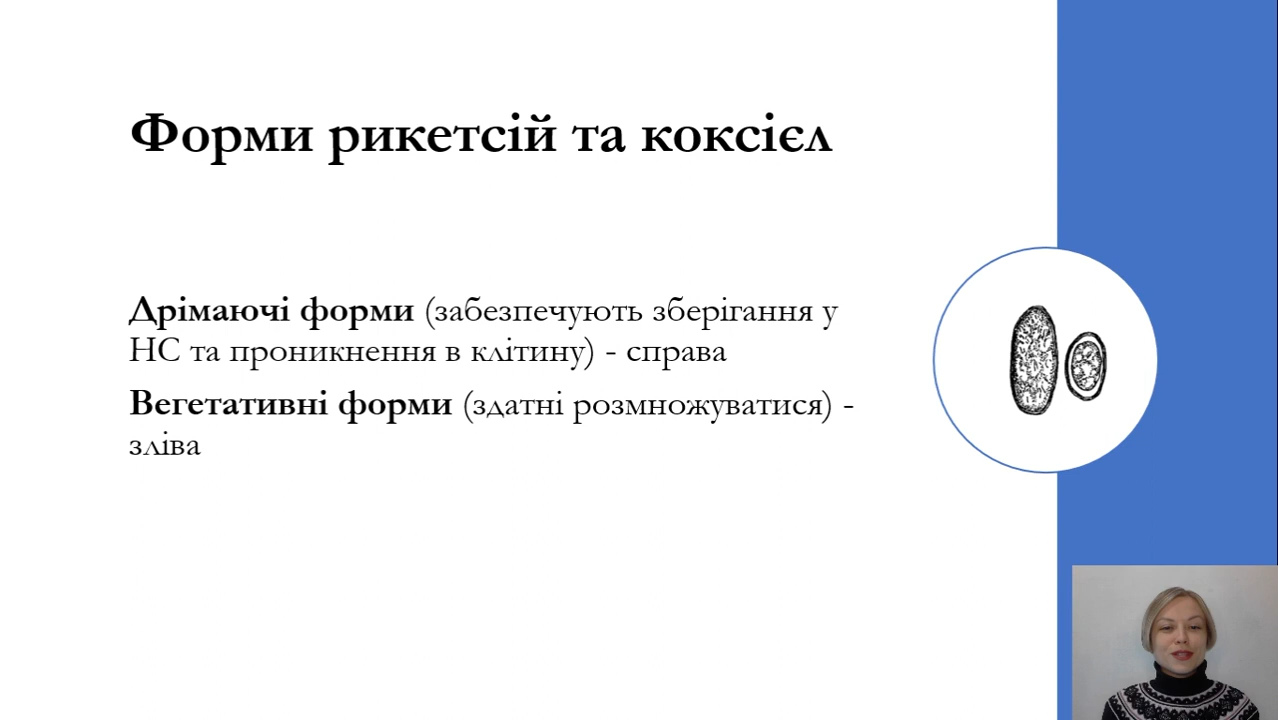 Форми рикетсій та коксієл
Дрімаючі форми (забезпечують зберігання у
НС та проникнення в клітину) - справа
Вегетативні форми (здатні розмножуватися) -
зліва